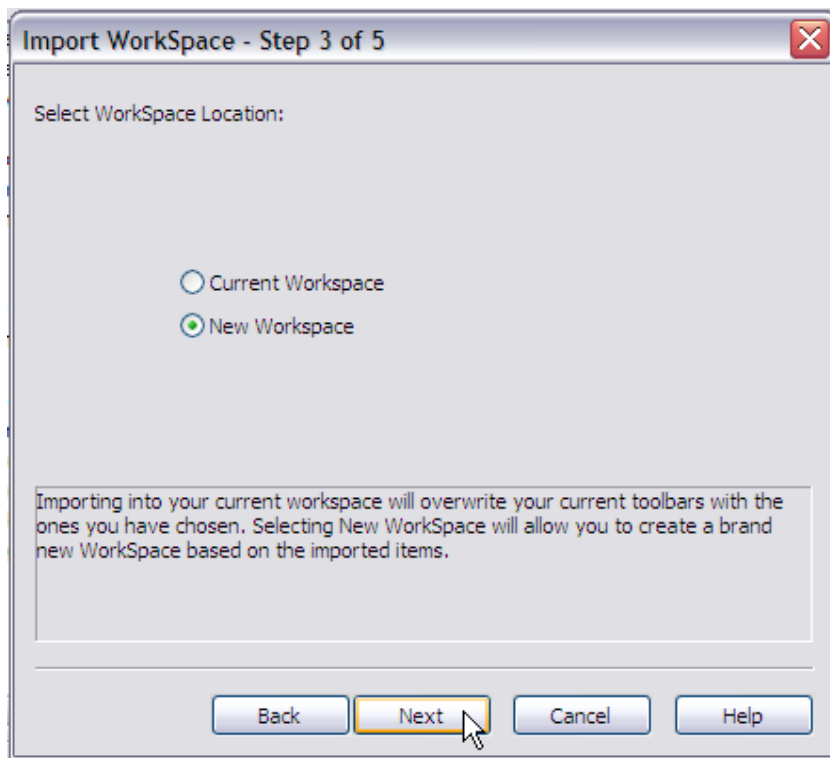 Import WorkSpace - Step 3 of 5
Select WorkSpace Location:
Current Workspace
New Workspace
Importing into your current workspace will overwrite your current toolbars with the
ones you have chosen. Selecting New WorkSpace will allow you to create a brand
new WorkSpace based on the imported items.
Back Next Cancel Help